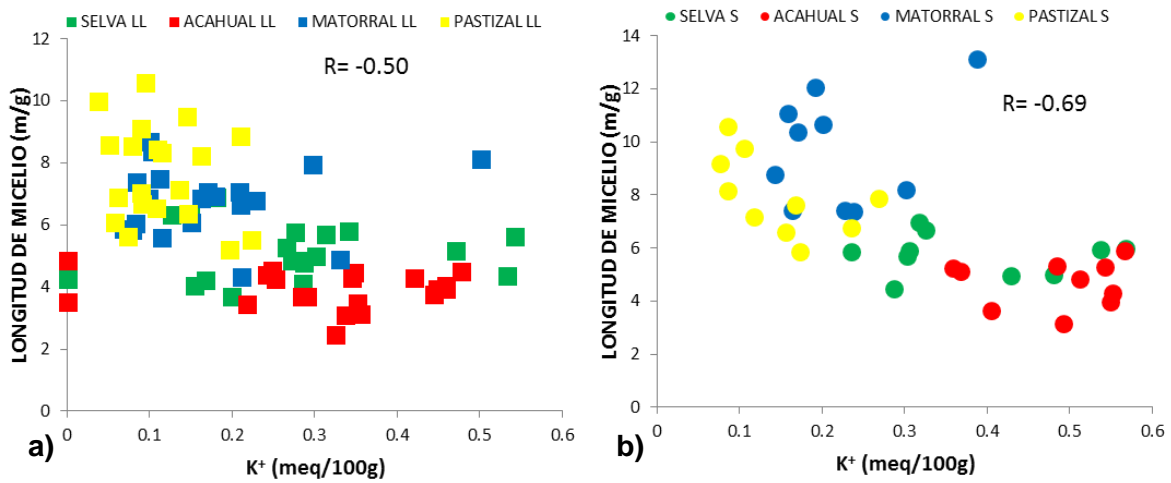 SELVA LL ACAHUAL LL MATORRAL LL PASTIZAL LL
12
10
8
6
4
2
0
R= -0.50
LONGITUD DE MICELIO (m/g)
0 0.1 0.2 0.3 0.4 0.5 0.6
K⁺ (meq/100g)
a)
SELVA S ACAHUAL S MATORRAL S PASTIZAL S
14
12
10
8
6
4
2
0
R= -0.69
LONGITUD DE MICELIO (m/g)
0 0.1 0.2 0.3 0.4 0.5 0.6
K⁺ (meq/100g)
b)